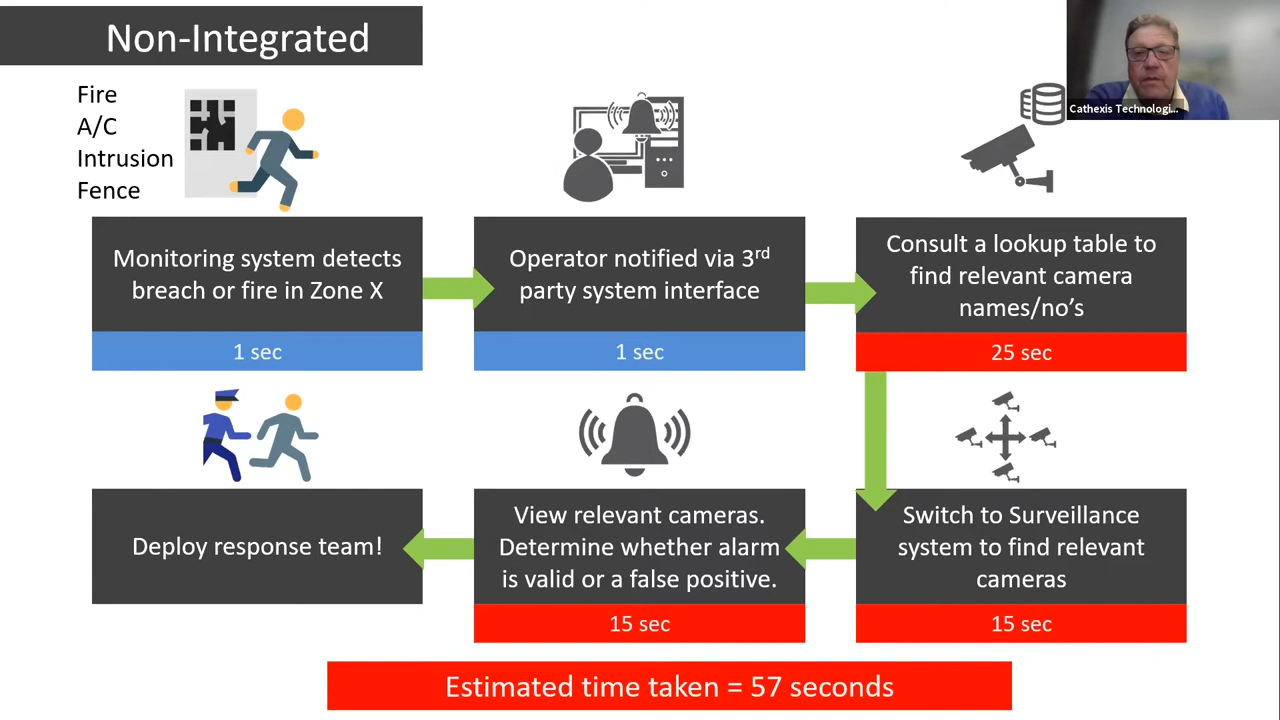 Non-Integrated
Fire
A/C
Intrusion
Fence
Cathexis Technologi...
Monitoring system detects
breach or fire in Zone X
1 sec
Operator notified via 3rd
party system interface
1 sec
Consult a lookup table to
find relevant camera
names/no's
25 sec
Deploy response team!
View relevant cameras.
Determine whether alarm
is valid or a false positive.
15 sec
Switch to Surveillance
system to find relevant
cameras
15 sec
Estimated time taken = 57 seconds